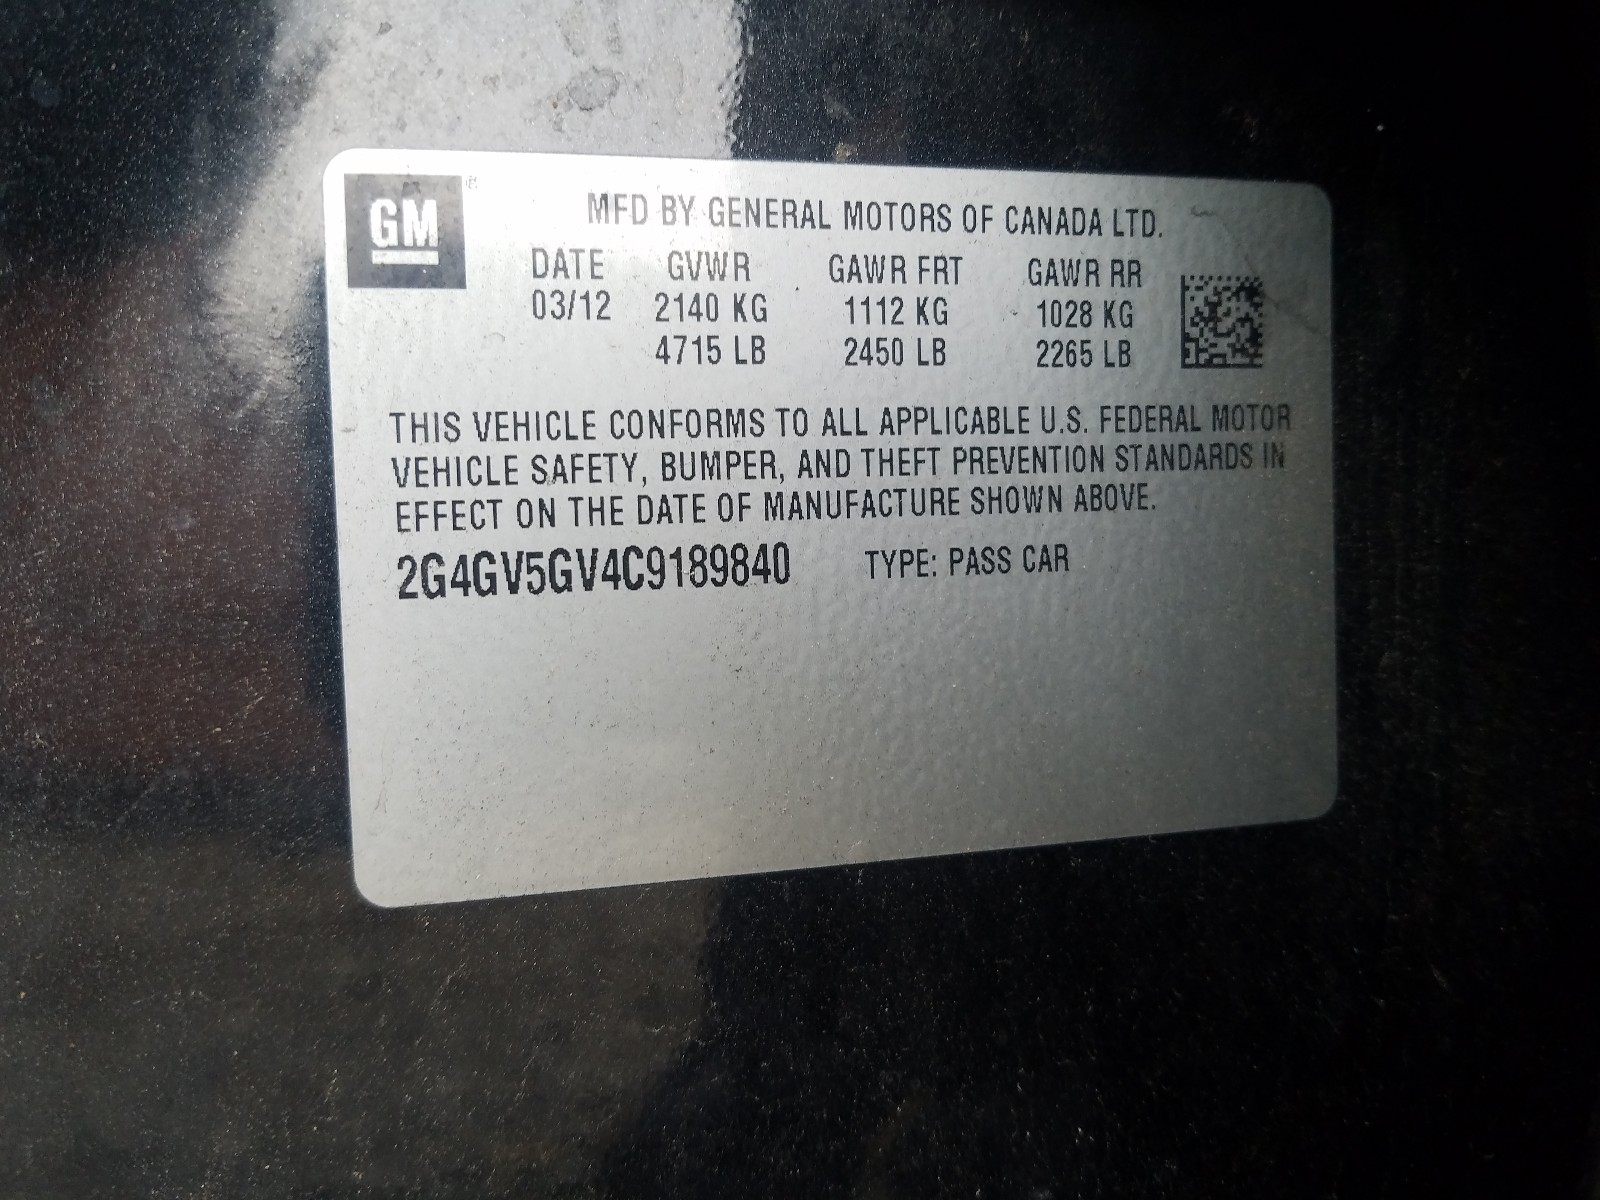 GM
MFD BY GENERAL MOTORS OF CANADA LTD.
DATE GVWR GAWR FRT GAWR RR
03/12 2140 KG 1112 KG 1028 KG
4715 LB 2450 LB 2265 LB
THIS VEHICLE CONFORMS TO ALL APPLICABLE U.S. FEDERAL MOTOR
VEHICLE SAFETY, BUMPER, AND THEFT PREVENTION STANDARDS IN
EFFECT ON THE DATE OF MANUFACTURE SHOWN ABOVE.
2G4GV5GV4C9189840 TYPE: PASS CAR